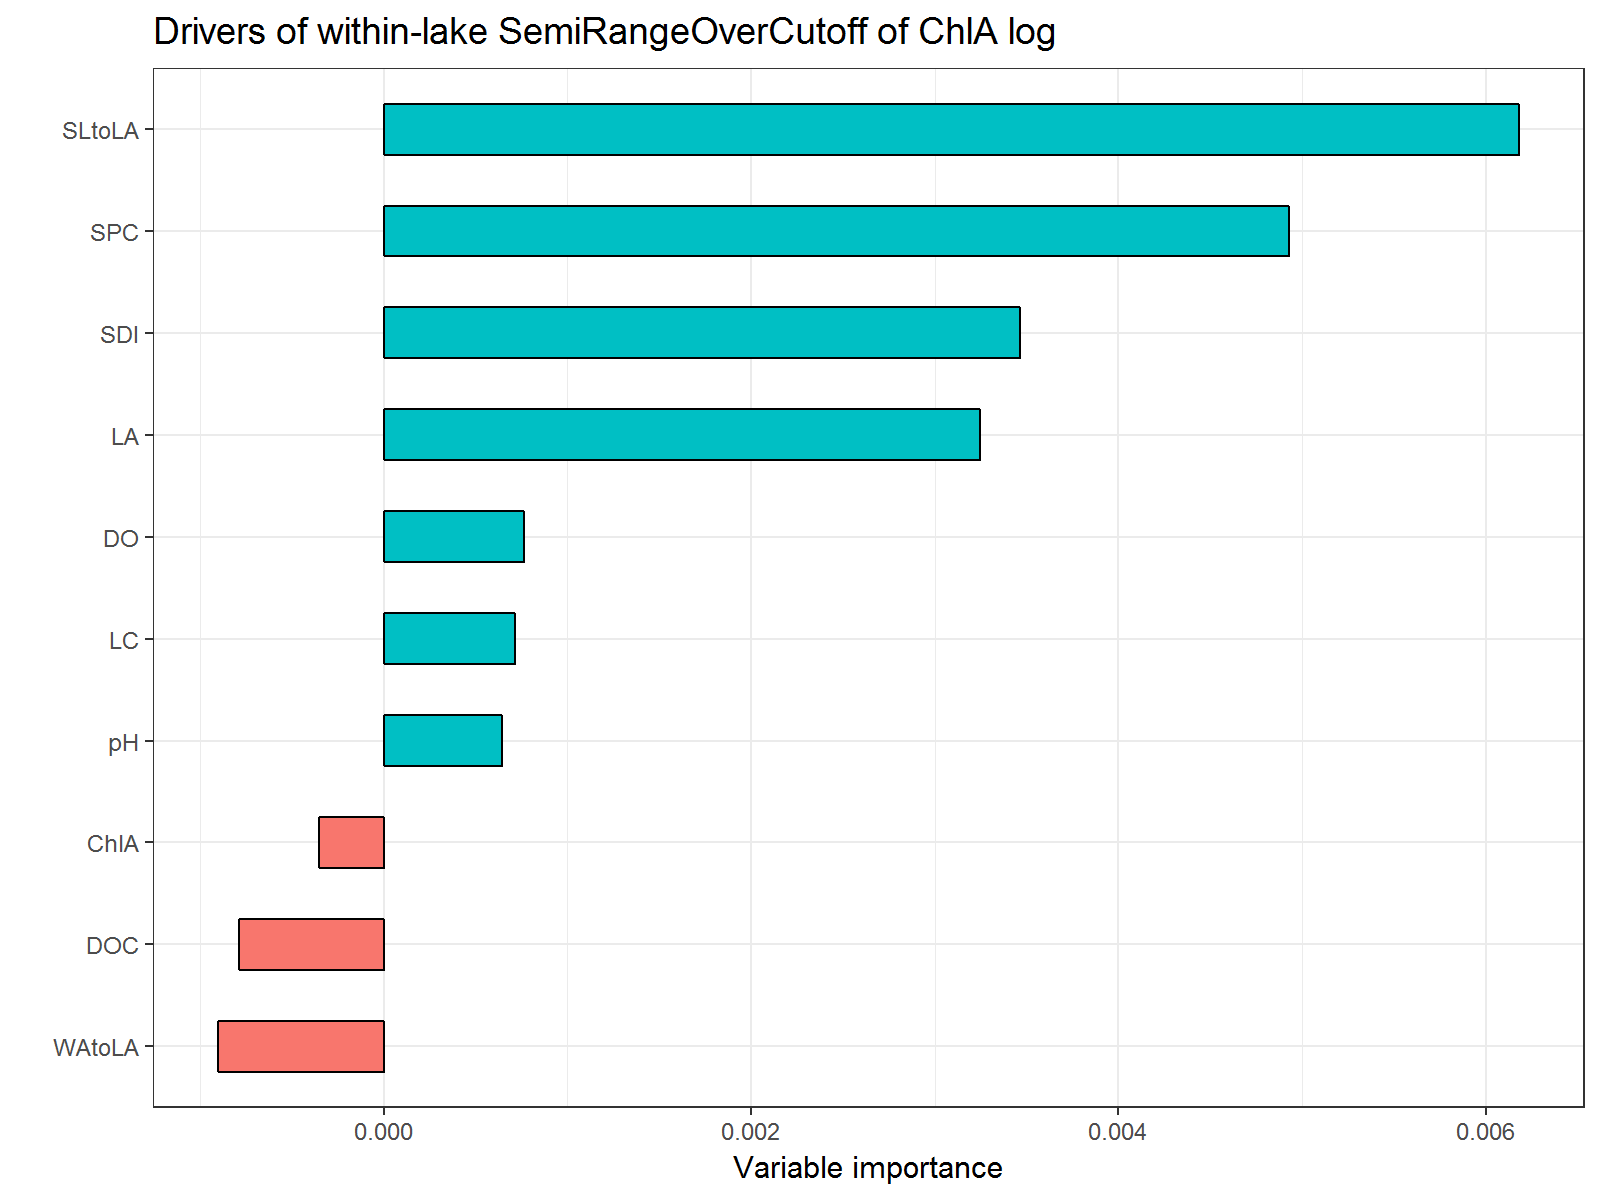 Drivers of within-lake SemiRangeOverCutoff of ChlA log
SLtoLA
SPC
SDI
LA
DO
LC
pH
ChlA
DOC
WAtoLA
0.000 0.002 0.004 0.006
Variable importance